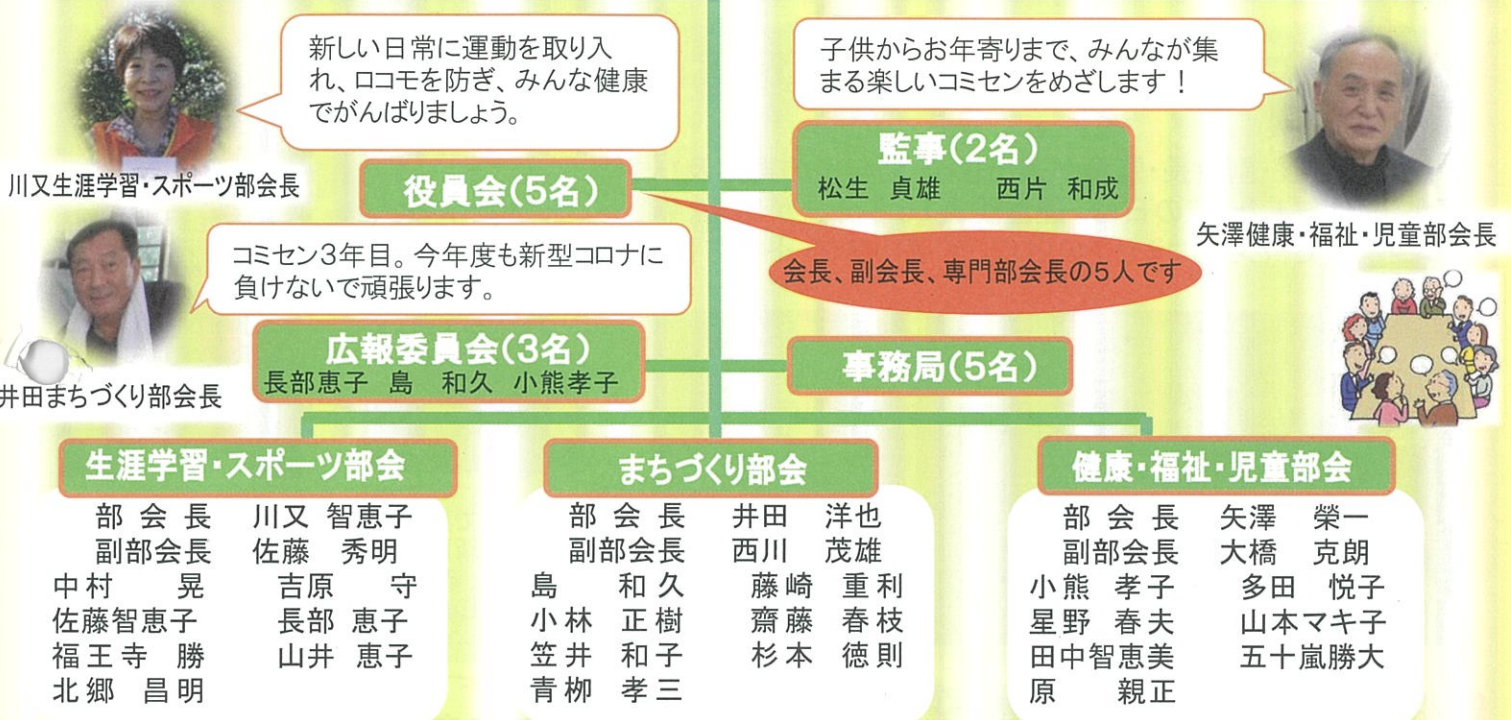 新しい日常に運動を取り入
れ、ロコモを防ぎ、みんな健康
でがんばりましょう。
川又生涯学習・スポーツ部会長
子供からお年寄りまで、みんなが集
まる楽しいコミセンをめざします！
矢澤健康・福祉・児童部会長
役員会(5名)
監事(2名)
松生 貞雄 西片 和成
会長、副会長、専門部会長の5人です
コミセン3年目。今年度も新型コロナに
負けないで頑張ります。
井田まちづくり部会長
広報委員会(3名)
長部恵子 島 和久 小熊孝子
事務局(5名)
生涯学習・スポーツ部会
部 会 長 川又 智恵子
副部会長 佐藤 秀明
中村 晃 吉原 守
佐藤智恵子 長部 恵子
福王寺 勝 山井 恵子
北郷 昌明
まちづくり部会
部 会 長 井田 洋也
副部会長 西川 茂雄
島 和久 藤崎 重利
小林 正樹 齋藤 春枝
笠井 和子 杉本 徳則
青栁 孝三
健康・福祉・児童部会
部 会 長 矢澤 榮一
副部会長 大橋 克朗
小熊 孝子 多田 悦子
星野 春夫 山本マキ子
田中智恵美 五十嵐勝大
原 親正